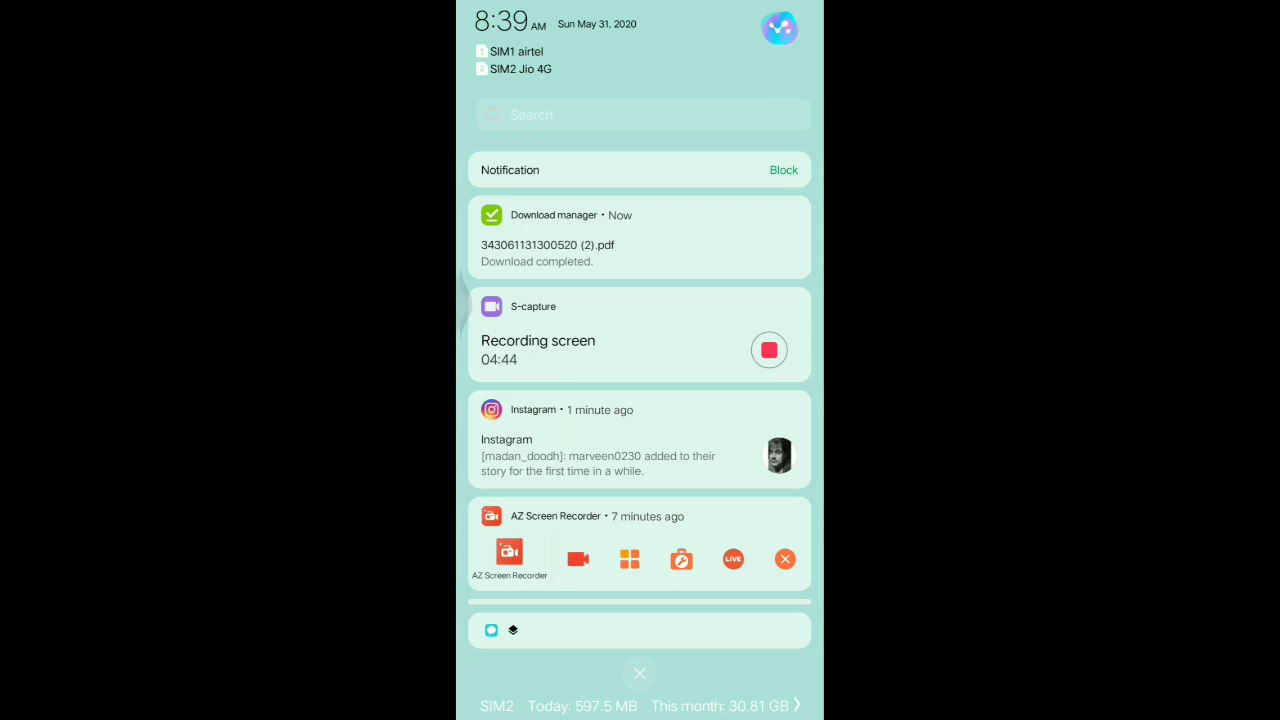 8:39 AM Sun May 31, 2020
1 SIM1 airtel
2 SIM2 Jio 4G
Search
Notification Block
Download manager • Now
343061131300520 (2).pdf
Download completed.
S-capture
Recording screen
04:44
Instagram • 1 minute ago
Instagram
[madan_doodh]: marveen0230 added to their
story for the first time in a while.
AZ Screen Recorder • 7 minutes ago
LIVE
AZ Screen Recorder
SIM2 Today: 597.5 MB This month: 30.81 GB